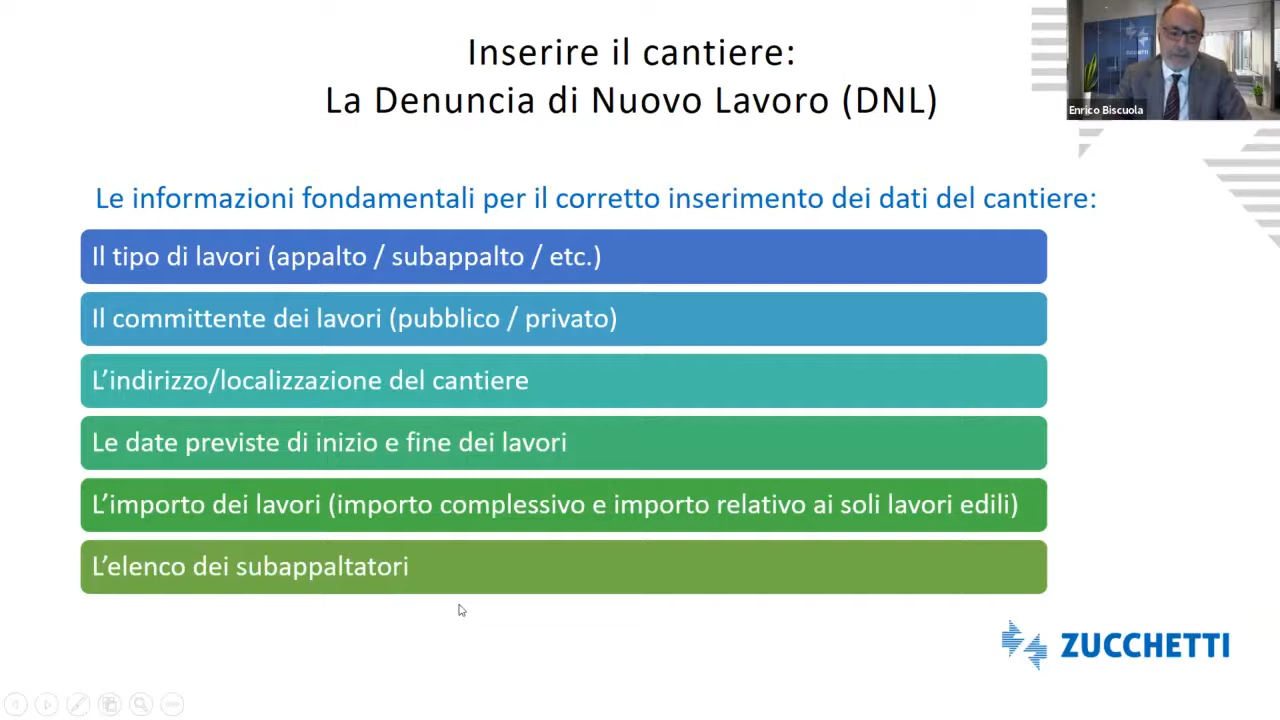 Inserire il cantiere:
La Denuncia di Nuovo Lavoro (DNL)
ZUCCHETTI
Enrico Biscuola
Le informazioni fondamentali per il corretto inserimento dei dati del cantiere:
Il tipo di lavori (appalto / subappalto / etc.)
Il committente dei lavori (pubblico / privato)
L’indirizzo/localizzazione del cantiere
Le date previste di inizio e fine dei lavori
L’importo dei lavori (importo complessivo e importo relativo ai soli lavori edili)
L’elenco dei subappaltatori
ZUCCHETTI